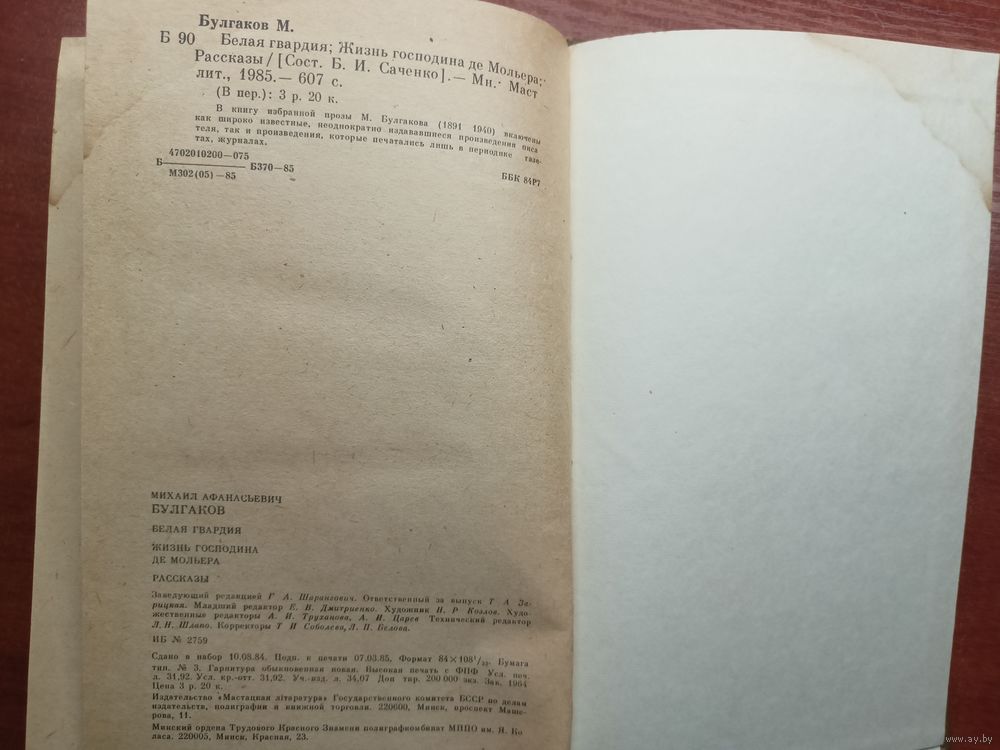 Булгаков М.
Б 90 Белая гвардия; Жизнь господина де Мольера;
Рассказы / [Сост. Б. И. Саченко]. — Мн.: Маст
лит., 1985. — 607 с.
(В пер.): 3 р. 20 к.
В книгу избранной прозы М. Булгакова (1891 1940) включены
как широко известные, неоднократно издававшиеся произведения писа
теля, так и произведения, которые печатались лишь в периодике газе-
тах, журналах.
4702010200—075
Б ——— Б370—85
М302(05)—85
ББК 84Р7
МИХАИЛ АФАНАСЬЕВИЧ
БУЛГАКОВ
БЕЛАЯ ГВАРДИЯ
ЖИЗНЬ ГОСПОДИНА
ДЕ МОЛЬЕРА
РАССКАЗЫ
Заведующий редакцией Г А. Шарангович. Ответственный за выпуск Т А За-
рицкая. Младший редактор Е. В. Дмитриенко. Художник Н. Р Козлов. Худо-
жественные редакторы А. И. Труханова, А. И. Царев Технический редактор
Л. Н. Шлапо. Корректоры Т И Соболева, Л. П. Белова.
ИБ № 2759
Сдано в набор 10.08.84. Подп. к печати 07.03.85. Формат 84×108 1/32. Бумага
тип. № 3. Гарнитура обыкновенная новая. Высокая печать с ФПФ Усл. печ.
л. 31,92. Усл. кр.-отт. 31,92. Уч.-изд. л. 34,07 Доп тир. 200 000 экз. Зак. 1964
Цена 3 р. 20 к.
Издательство «Мастацкая літаратура» Государственного комитета БССР по делам
издательств, полиграфии и книжной торговли. 220600, Минск, проспект Маше-
рова, 11.
Минский ордена Трудового Красного Знамени полиграфкомбинат МППО им. Я. Ко
ласа. 220005, Минск, Красная, 23.
www.ay.by